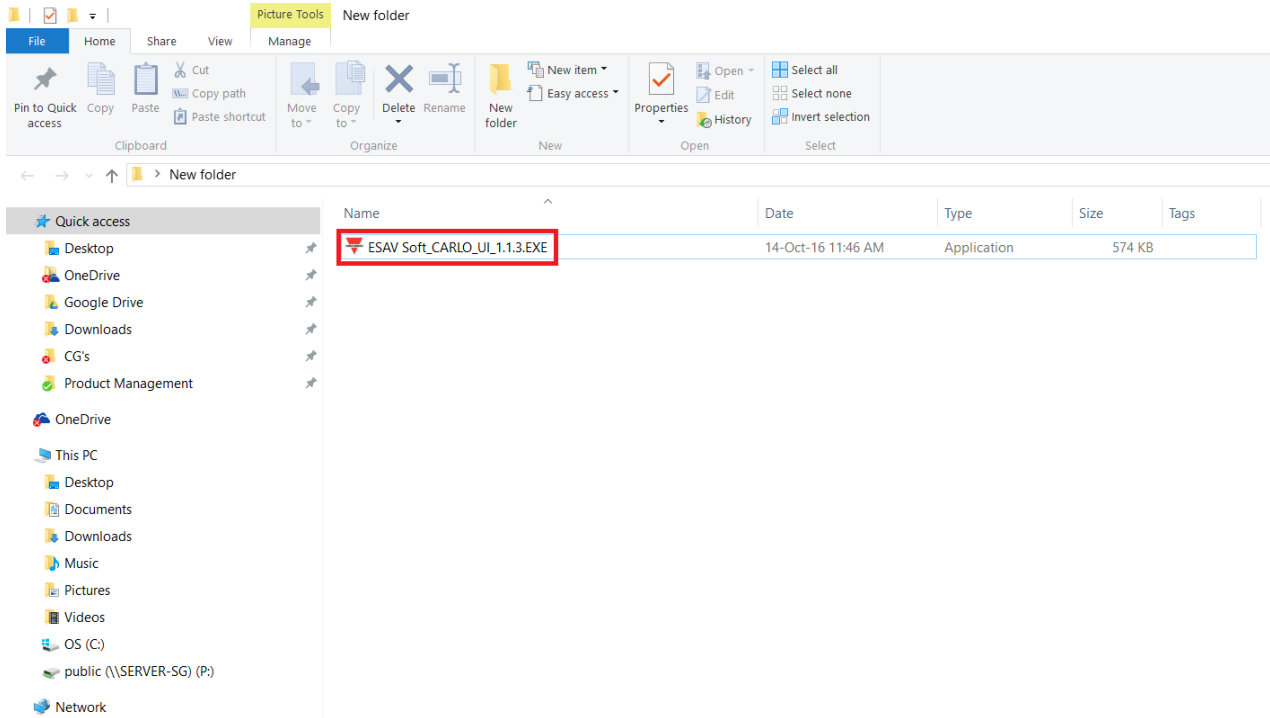 Picture Tools
New folder
File
Home
Share
View
Manage
Pin to Quick
access
Copy
Paste
Cut
Copy path
Paste shortcut
Clipboard
Move
to
Copy
to
Delete
Rename
Organize
New
folder
New item
Easy access
New
Properties
Open
Edit
History
Open
Select all
Select none
Invert selection
Select
New folder
Name
Date
Type
Size
Tags
ESAV Soft_CARLO_UI_1.1.3.EXE
14-Oct-16 11:46 AM
Application
574 KB
Quick access
Desktop
OneDrive
Google Drive
Downloads
CG's
Product Management
OneDrive
This PC
Desktop
Documents
Downloads
Music
Pictures
Videos
OS (C:)
public (\\SERVER-SG) (P:)
Network